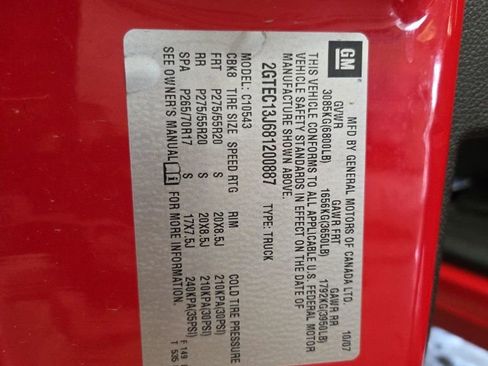 GM
MFD BY GENERAL MOTORS OF CANADA LTD.
10/07
GVWR GAWR FRT GAWR RR
3085KG(6800LB) 1656KG(3650LB) 1792KG(3950LB)
THIS VEHICLE CONFORMS TO ALL APPLICABLE U.S. FEDERAL MOTOR
VEHICLE SAFETY STANDARDS IN EFFECT ON THE DATE OF
MANUFACTURE SHOWN ABOVE.
2GTEC13J681200887 TYPE: TRUCK
MODEL: C10543
CBK8 TIRE SIZE SPEED RTG RIM COLD TIRE PRESSURE
FRT P275/55R20 S 20X8.5J 210KPA(30PSI)
RR P275/55R20 S 20X8.5J 210KPA(30PSI)
SPA P265/70R17 S 17X7.5J 240KPA(35PSI)
SEE OWNER'S MANUAL i FOR MORE INFORMATION.
F 149
T 535